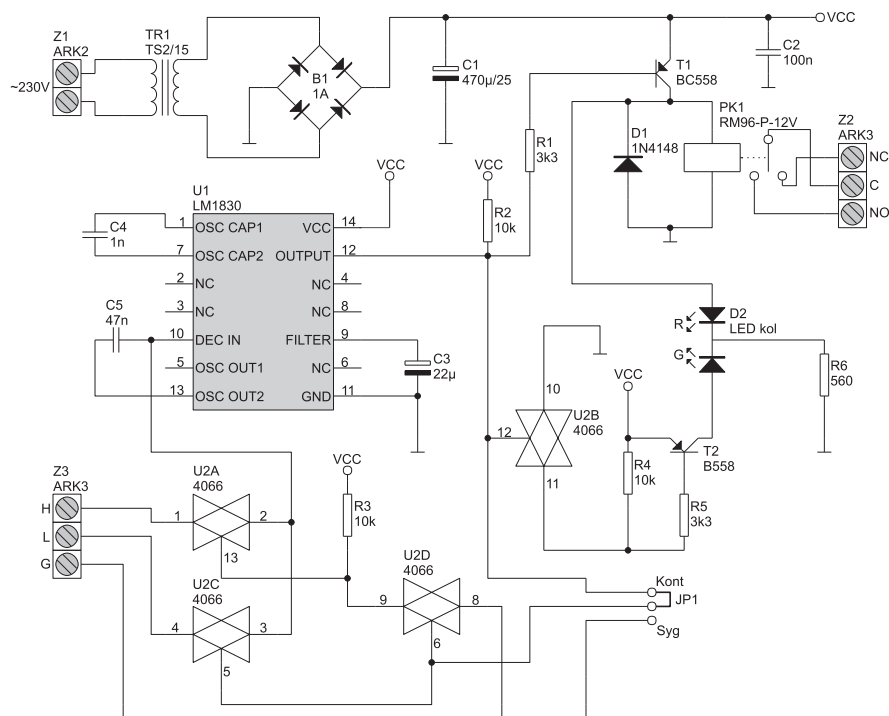 Z1
ARK2
~230V
TR1
TS2/15
B1
1A
C1
470µ/25
VCC
C2
100n
T1
BC558
PK1
RM96-P-12V
D1
1N4148
R1
3k3
Z2
ARK3
NC
C
NO
VCC
VCC
R2
10k
U1
LM1830
C4
1n
1 OSC CAP1 VCC 14
7 OSC CAP2 OUTPUT 12
2 NC NC 4
3 NC NC 8
10 DEC IN FILTER 9
5 OSC OUT1 NC 6
13 OSC OUT2 GND 11
C5
47n
C3
22µ
D2
LED kol
R
G
R6
560
VCC
10
12
U2B
4066
11
R4
10k
T2
B558
R5
3k3
Z3
ARK3
H
L
G
U2A
4066
1
2
13
VCC
R3
10k
U2C
4066
4
3
5
U2D
4066
9
8
6
Kont
JP1
Syg